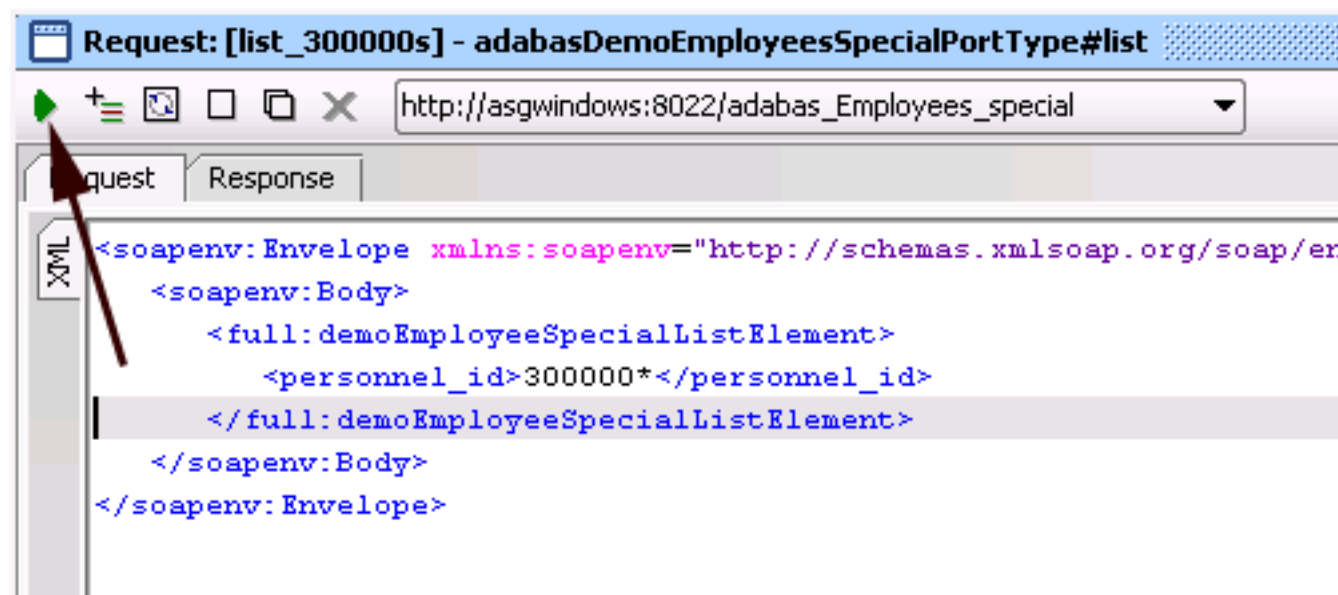 Request: [list_300000s] - adabasDemoEmployeesSpecialPortType#list
http://asgwindows:8022/adabas_Employees_special
quest Response
XML
<soapenv:Envelope xmlns:soapenv="http://schemas.xmlsoap.org/soap/en
<soapenv:Body>
<full:demoEmployeeSpecialListElement>
<personnel_id>300000*</personnel_id>
</full:demoEmployeeSpecialListElement>
</soapenv:Body>
</soapenv:Envelope>